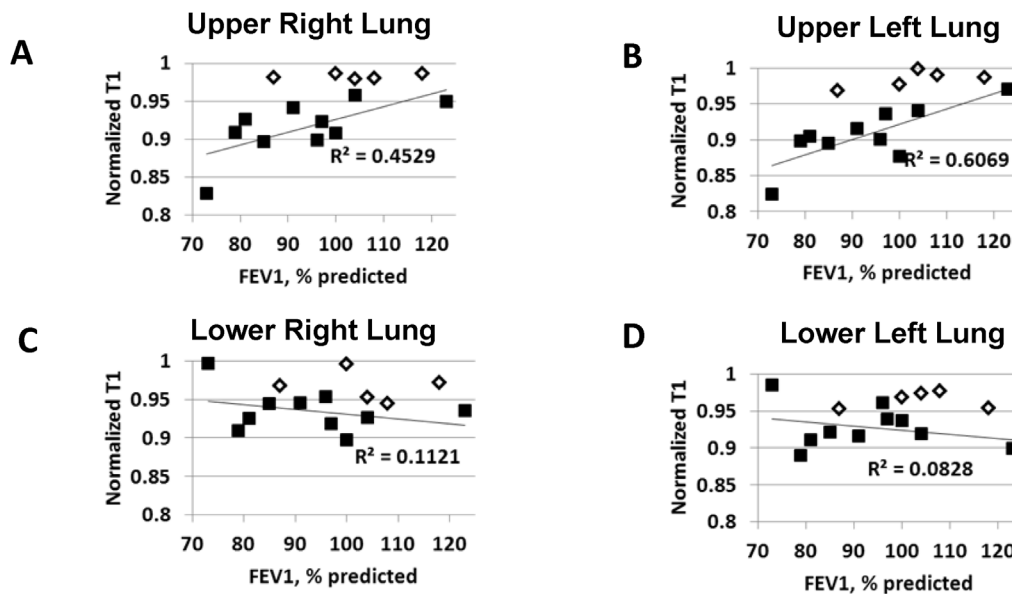 A
Upper Right Lung
Normalized T1
1
0.95
0.9
0.85
0.8
R² = 0.4529
70 80 90 100 110 120
FEV1, % predicted
B
Upper Left Lung
Normalized T1
1
0.95
0.9
0.85
0.8
R² = 0.6069
70 80 90 100 110 120
FEV1, % predicted
C
Lower Right Lung
Normalized T1
1
0.95
0.9
0.85
0.8
R² = 0.1121
70 80 90 100 110 120
FEV1, % predicted
D
Lower Left Lung
Normalized T1
1
0.95
0.9
0.85
0.8
R² = 0.0828
70 80 90 100 110 120
FEV1, % predicted